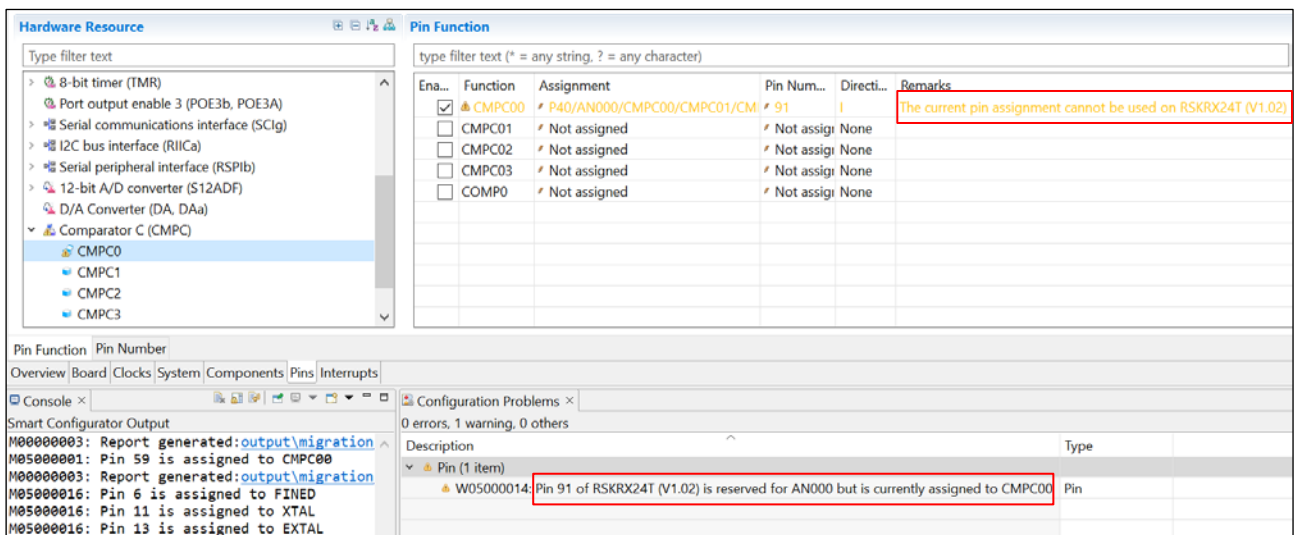 Hardware Resource
Type filter text
8-bit timer (TMR)
Port output enable 3 (POE3b, POE3A)
Serial communications interface (SCIg)
I2C bus interface (RIICa)
Serial peripheral interface (RSPIb)
12-bit A/D converter (S12ADF)
D/A Converter (DA, DAa)
Comparator C (CMPC)
CMPC0
CMPC1
CMPC2
CMPC3
Pin Function
type filter text (* = any string, ? = any character)
Ena... Function Assignment Pin Num... Directi... Remarks
CMPC00 P40/AN000/CMPC00/CMPC01/CM 91 I The current pin assignment cannot be used on RSKRX24T (V1.02)
CMPC01 Not assigned Not assig None
CMPC02 Not assigned Not assig None
CMPC03 Not assigned Not assig None
COMP0 Not assigned Not assig None
Pin Function Pin Number
Overview Board Clocks System Components Pins Interrupts
Console ×
Smart Configurator Output
M00000003: Report generated:output\migration
M05000001: Pin 59 is assigned to CMPC00
M00000003: Report generated:output\migration
M05000016: Pin 6 is assigned to FINED
M05000016: Pin 11 is assigned to XTAL
M05000016: Pin 13 is assigned to EXTAL
Configuration Problems ×
0 errors, 1 warning, 0 others
Description Type
Pin (1 item)
W05000014: Pin 91 of RSKRX24T (V1.02) is reserved for AN000 but is currently assigned to CMPC00 Pin